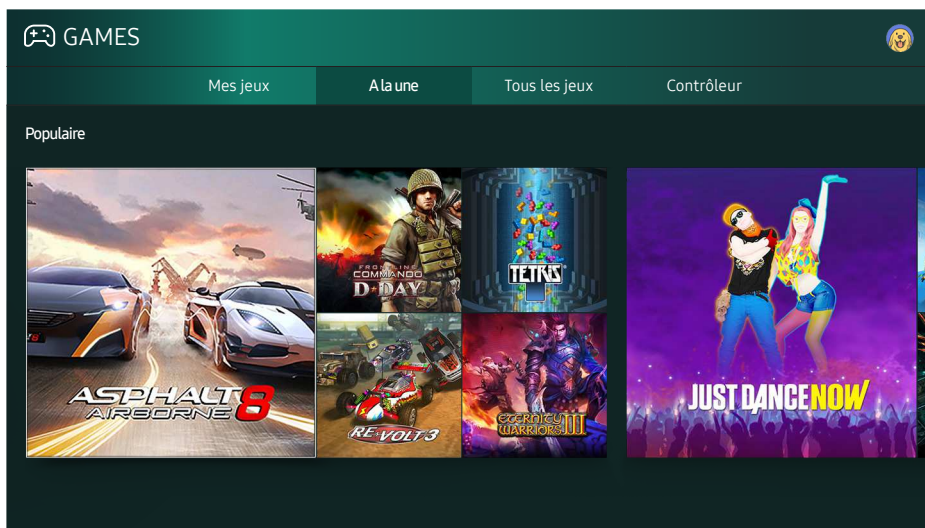 GAMES
Mes jeux
A la une
Tous les jeux
Contrôleur
Populaire
ASPHALT 8
AIRBORNE
FRONTLINE
COMMANDO
D★DAY
TETRIS
RE-VOLT 3
ETERNITY
WARRIORS III
JUST DANCE NOW